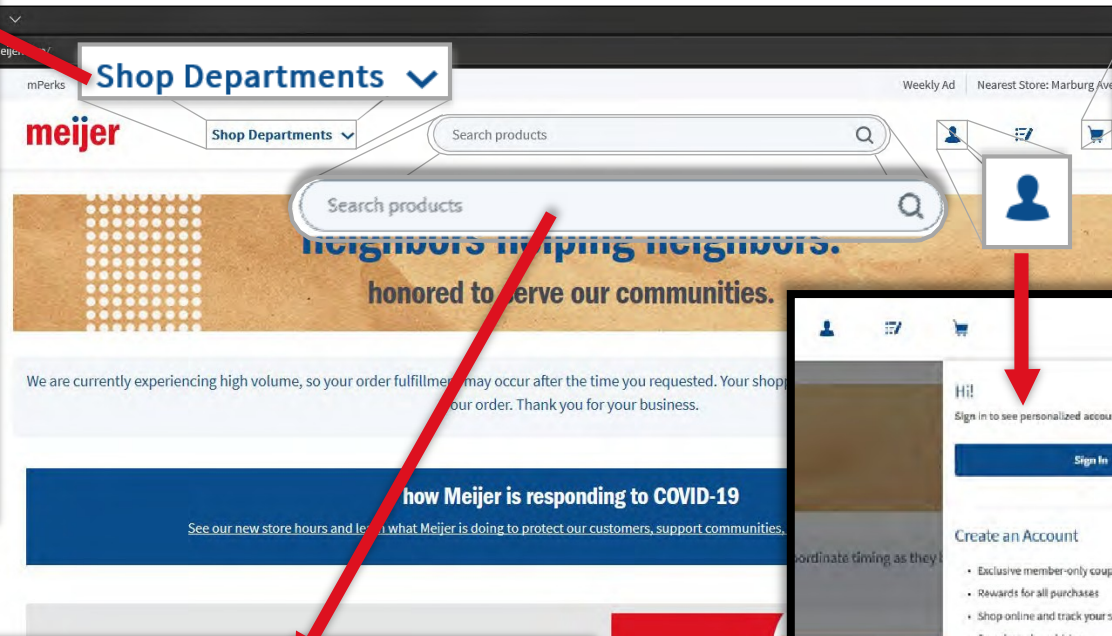 Shop Departments
mPerks
Weekly Ad
Nearest Store: Marburg Ave
meijer
Shop Departments
Search products
Search products
neighbors helping neighbors.
honored to serve our communities.
We are currently experiencing high volume, so your order may occur after the time you requested. Your
our order. Thank you for your business.
Hi!
Sign in to see personalized
Sign In
how Meijer is responding to COVID-19
See our new store hours and learn what Meijer is doing to protect our customers, support communities,
timing as they
Create an Account
• Exclusive member-only
• Rewards for all purchases
• Shop online and track your